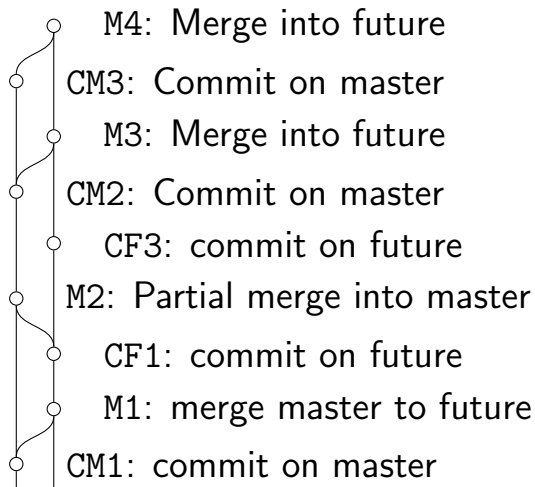 M4: Merge into future
CM3: Commit on master
M3: Merge into future
CM2: Commit on master
CF3: commit on future
M2: Partial merge into master
CF1: commit on future
M1: merge master to future
CM1: commit on master